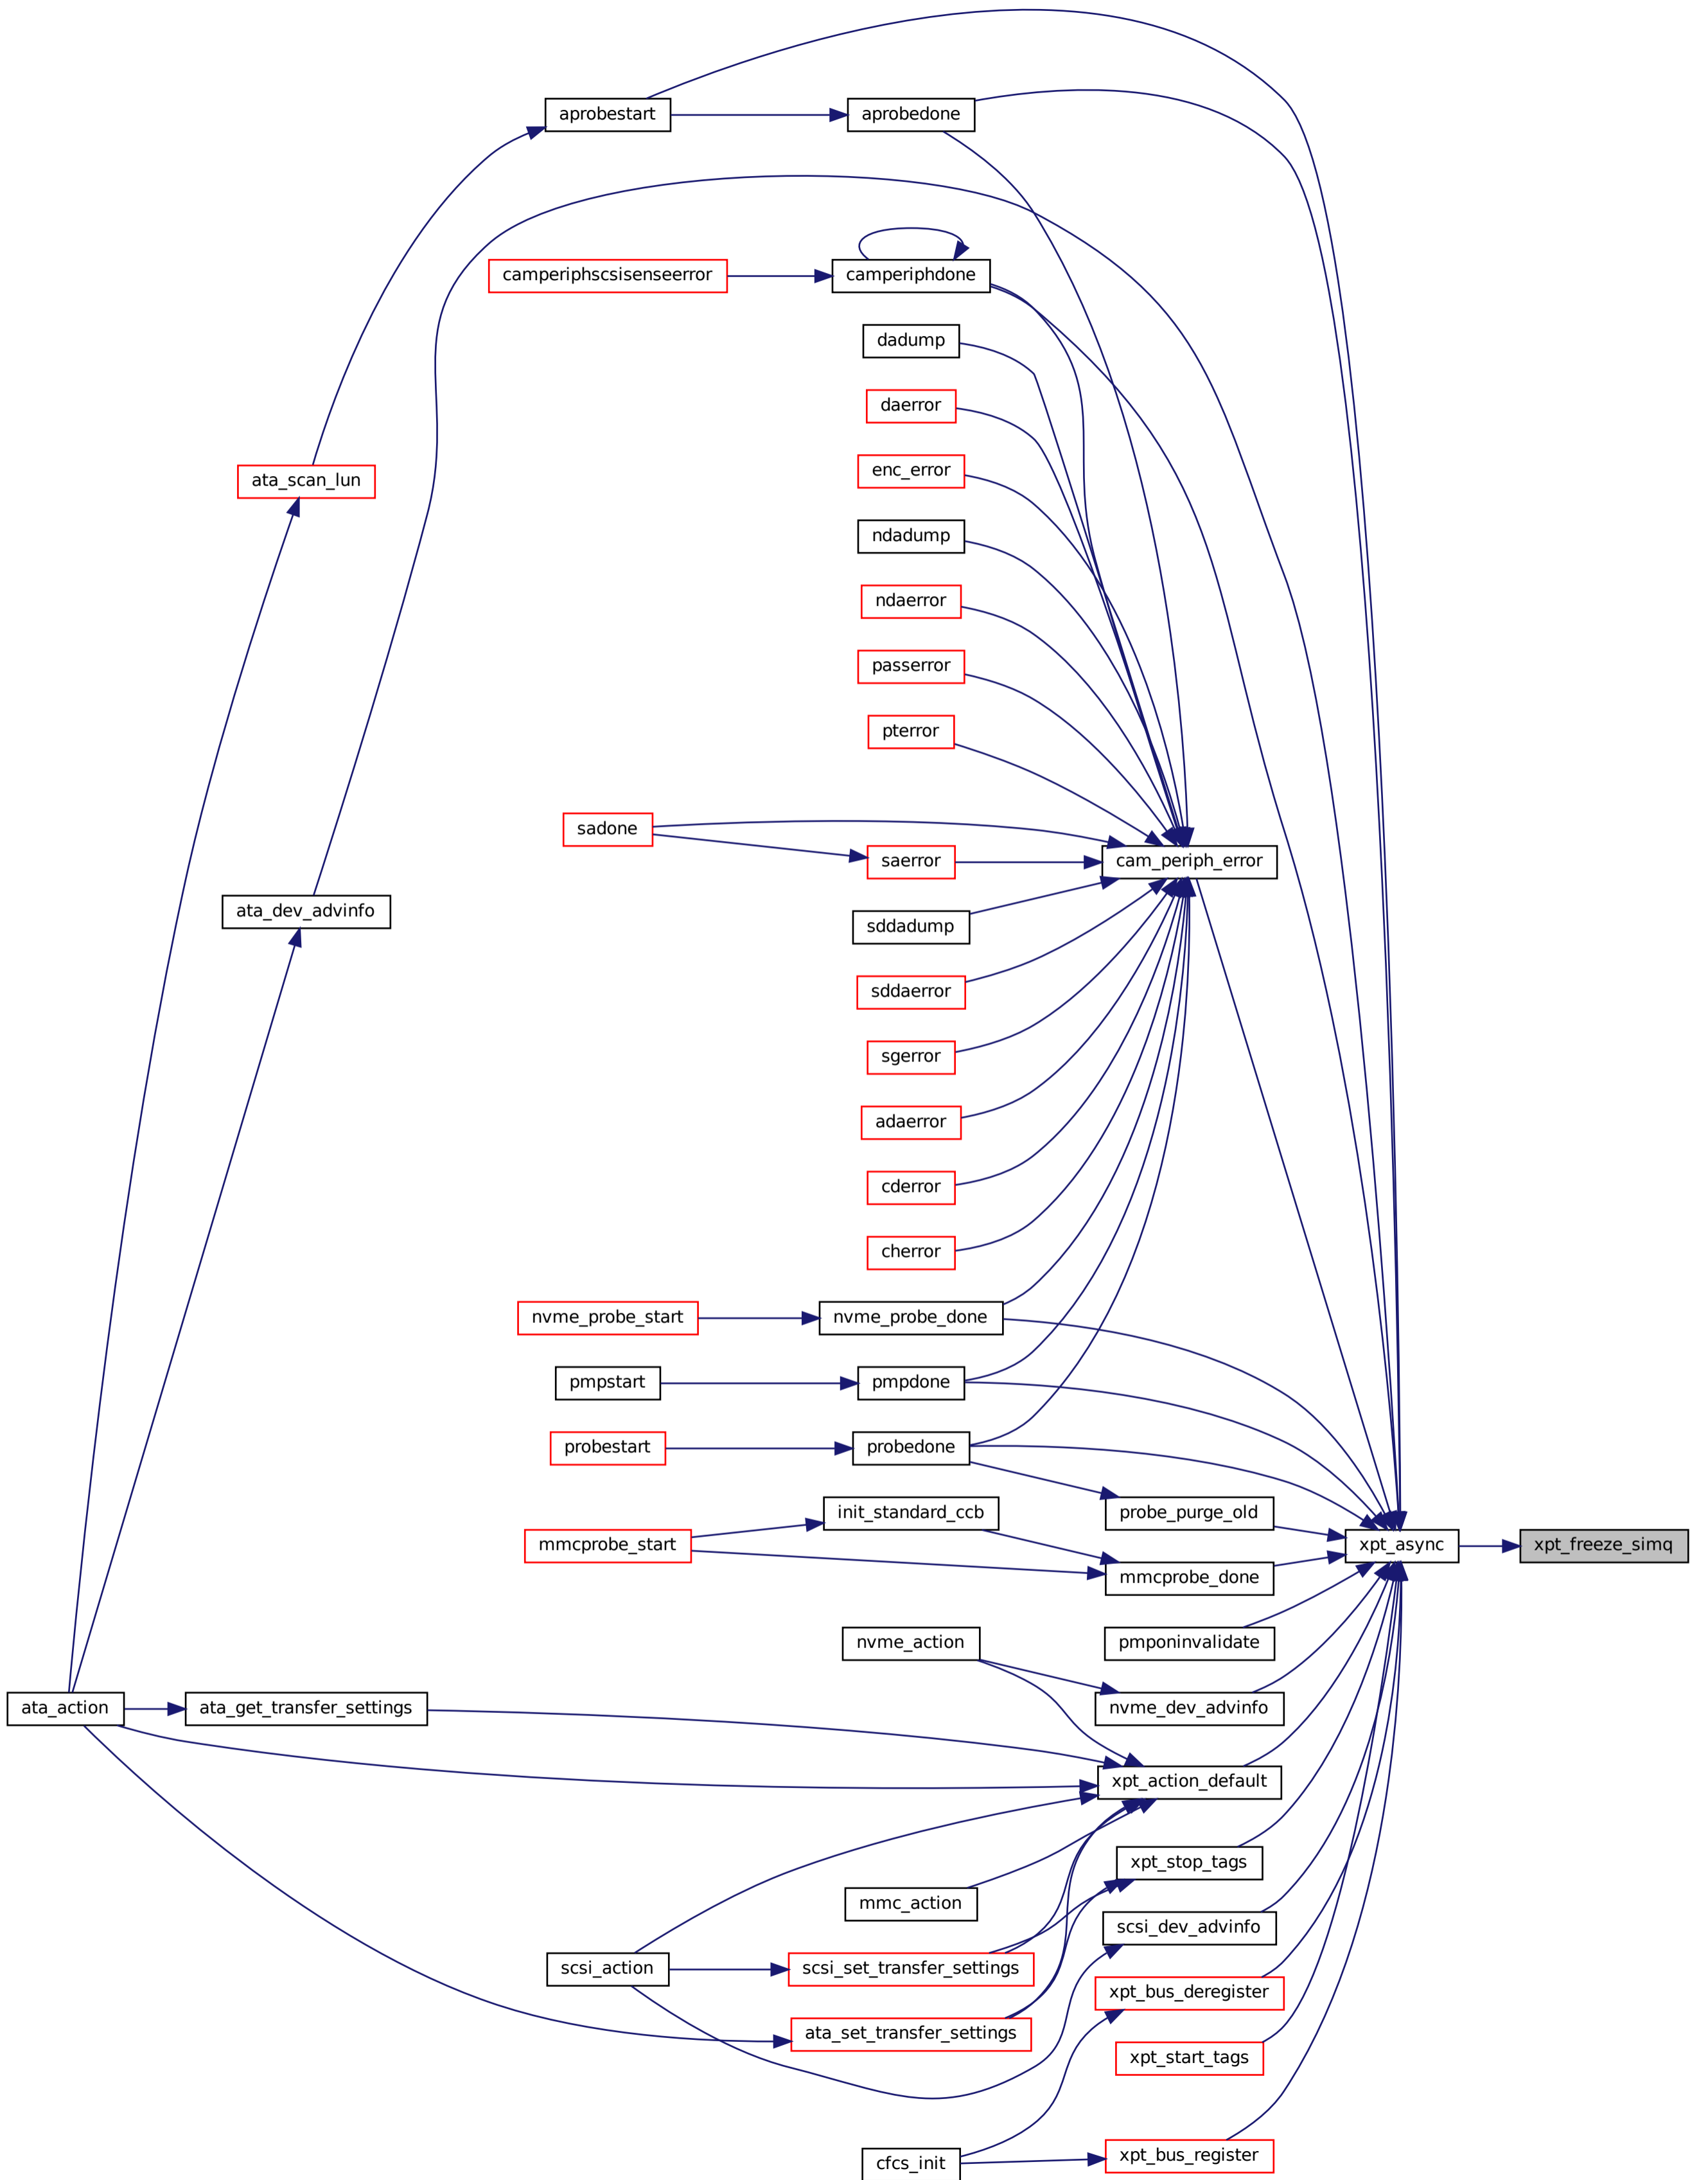 aprobestart
aprobedone
camperiphscsisenseerror
camperiphdone
dadump
daerror
enc_error
ata_scan_lun
ndadump
ndaerror
passerror
pterror
sadone
saerror
cam_periph_error
ata_dev_advinfo
sddadump
sddaerror
sgerror
adaerror
cderror
cherror
nvme_probe_start
nvme_probe_done
pmpstart
pmpdone
probestart
probedone
probe_purge_old
init_standard_ccb
mmcprobe_start
xpt_async
xpt_freeze_simq
mmcprobe_done
nvme_action
pmponinvalidate
ata_action
ata_get_transfer_settings
nvme_dev_advinfo
xpt_action_default
xpt_stop_tags
mmc_action
scsi_dev_advinfo
scsi_action
scsi_set_transfer_settings
xpt_bus_deregister
ata_set_transfer_settings
xpt_start_tags
cfcs_init
xpt_bus_register